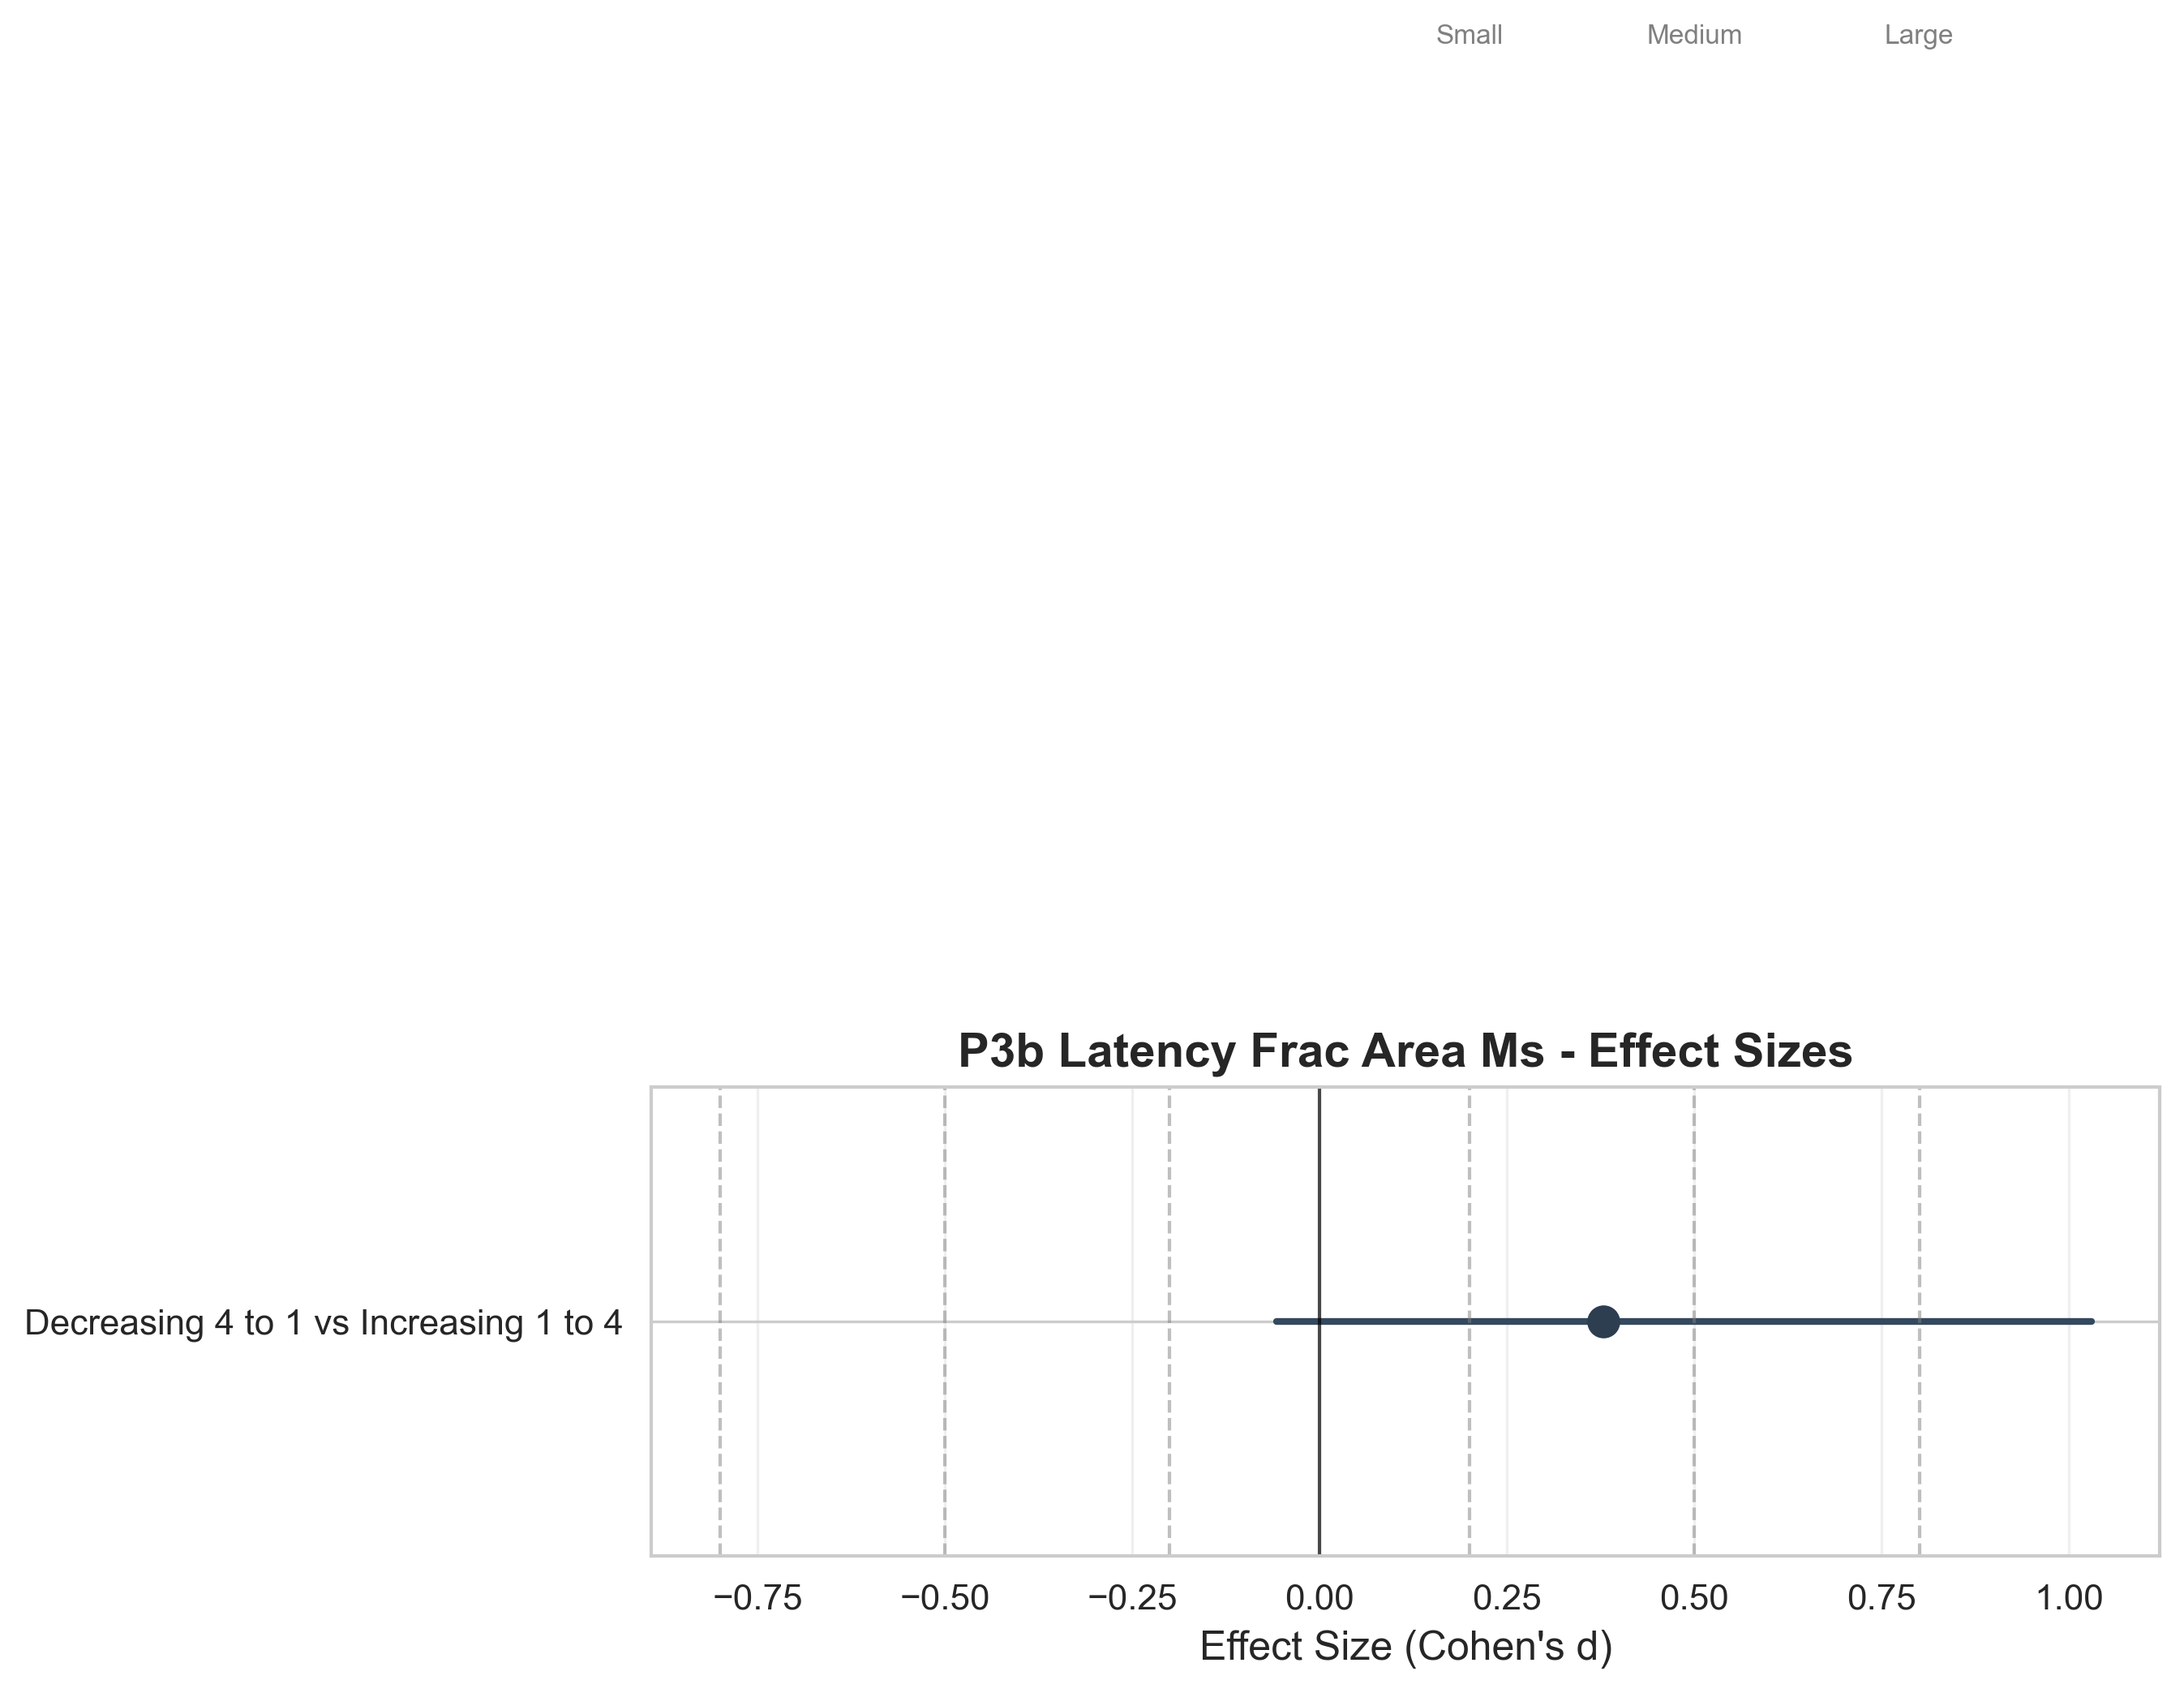 Small Medium Large
P3b Latency Frac Area Ms - Effect Sizes
Decreasing 4 to 1 vs Increasing 1 to 4
−0.75 −0.50 −0.25 0.00 0.25 0.50 0.75 1.00
Effect Size (Cohen's d)